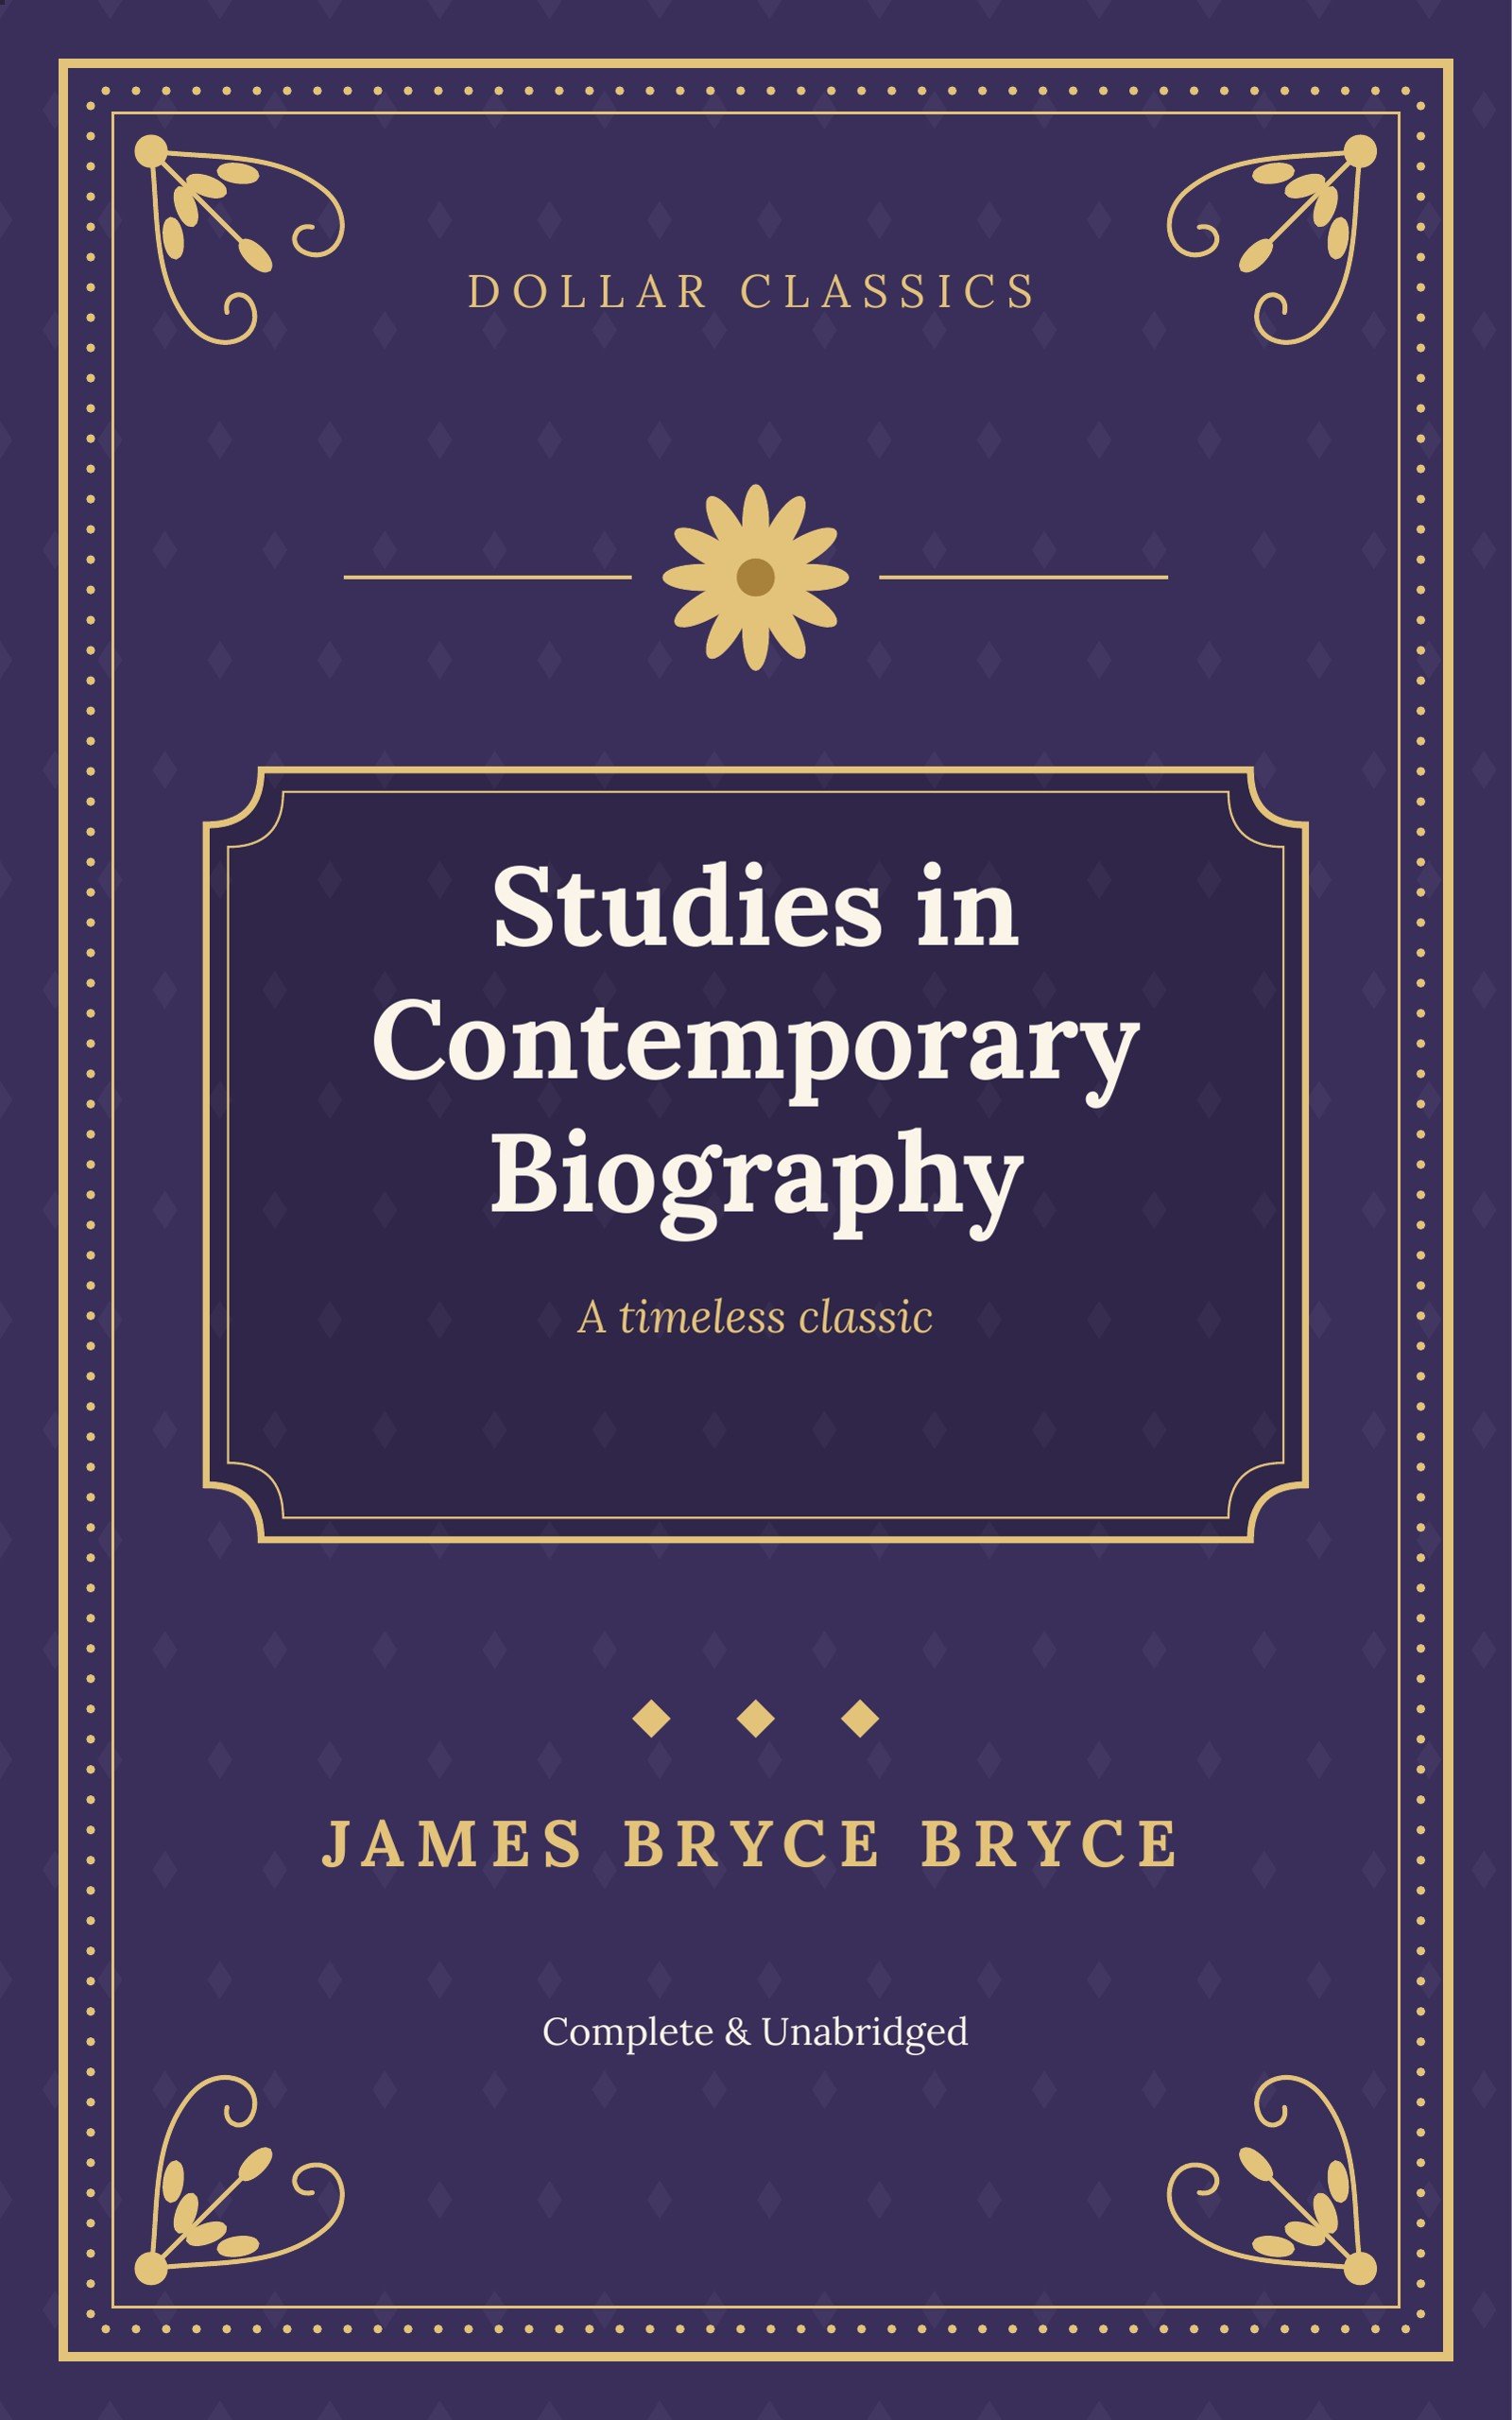 DOLLAR CLASSICS
Studies in
Contemporary
Biography
A timeless classic
JAMES BRYCE BRYCE
Complete & Unabridged